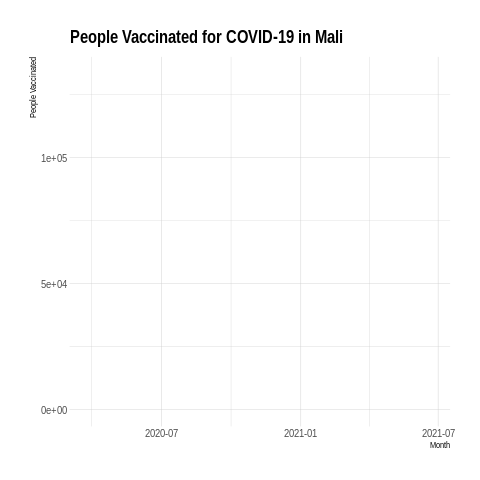 People Vaccinated for COVID-19 in Mali
People Vaccinated
1e+05
5e+04
0e+00
2020-07
2021-01
2021-07
Month